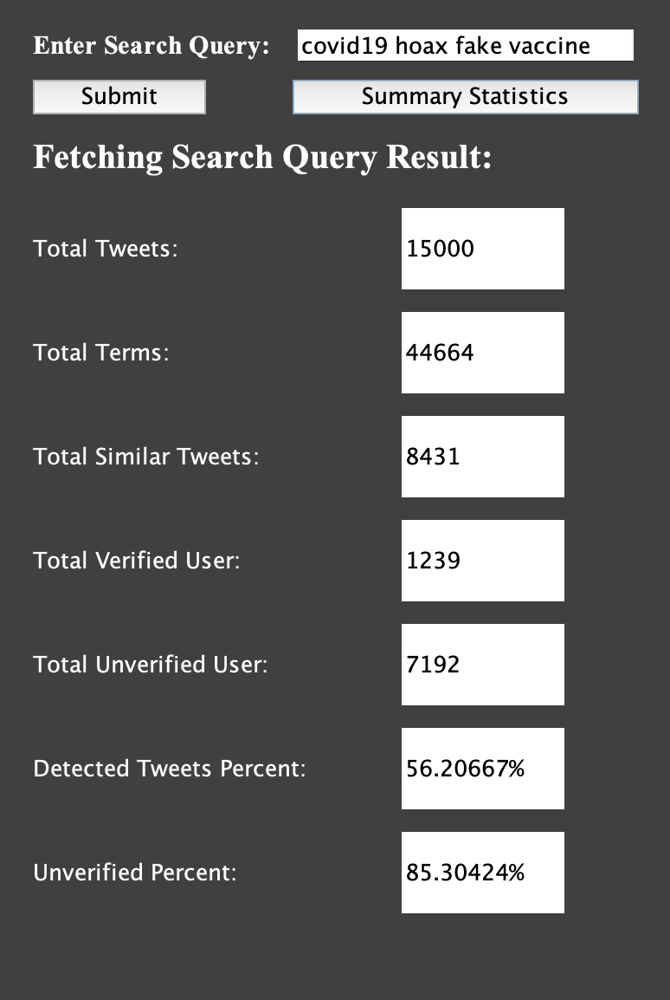 Enter Search Query: covid19 hoax fake vaccine
Submit Summary Statistics
Fetching Search Query Result:
Total Tweets: 15000
Total Terms: 44664
Total Similar Tweets: 8431
Total Verified User: 1239
Total Unverified User: 7192
Detected Tweets Percent: 56.20667%
Unverified Percent: 85.30424%